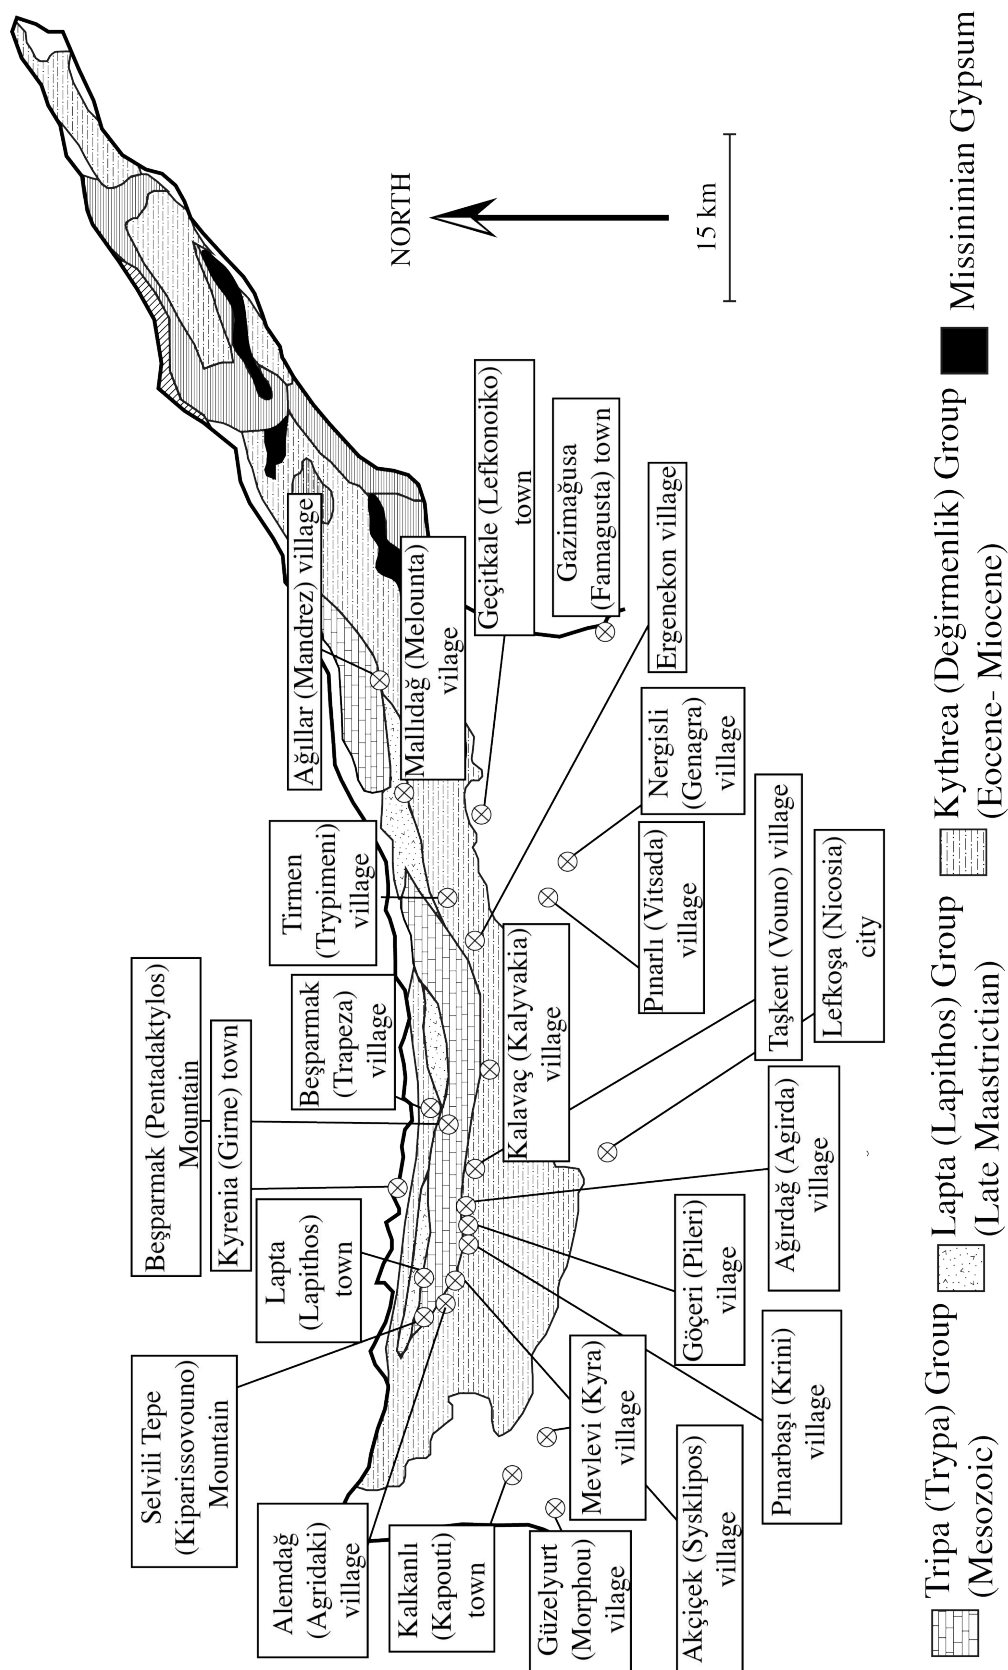 Selvili Tepe
(Kiparissovouno)
Mountain
Beşparmak (Pentadaktylos)
Mountain
Kyrenia (Girne) town
Lapta
(Lapithos)
town
Beşparmak
(Trapeza)
village
Tirmen
(Trypimeni)
village
Ağıllar (Mandrez) village
NORTH
15 km
Alemdağ
(Agridaki)
village
Kalkanlı
(Kapouti)
town
Güzelyurt
(Morphou)
vilage
Mevlevi (Kyra)
village
Akçiçek (Sysklipos)
village
Pınarbaşı (Krini)
village
Göçeri (Pileri)
vilage
Ağırdağ (Agirda)
village
Kalavaç (Kalyvakia)
village
Taşkent (Vouno) village
Lefkoşa (Nicosia)
city
Pınarlı (Vitsada)
village
Nergisli
(Genagra)
village
Ergenekon village
Mallıdağ (Melounta)
vilage
Geçitkale (Lefkonoiko)
town
Gazimağusa
(Famagusta) town
Tripa (Trypa) Group
(Mesozoic)
Lapta (Lapithos) Group
(Late Maastrictian)
Kythrea (Değirmenlik) Group
(Eocene- Miocene)
Missininian Gypsum